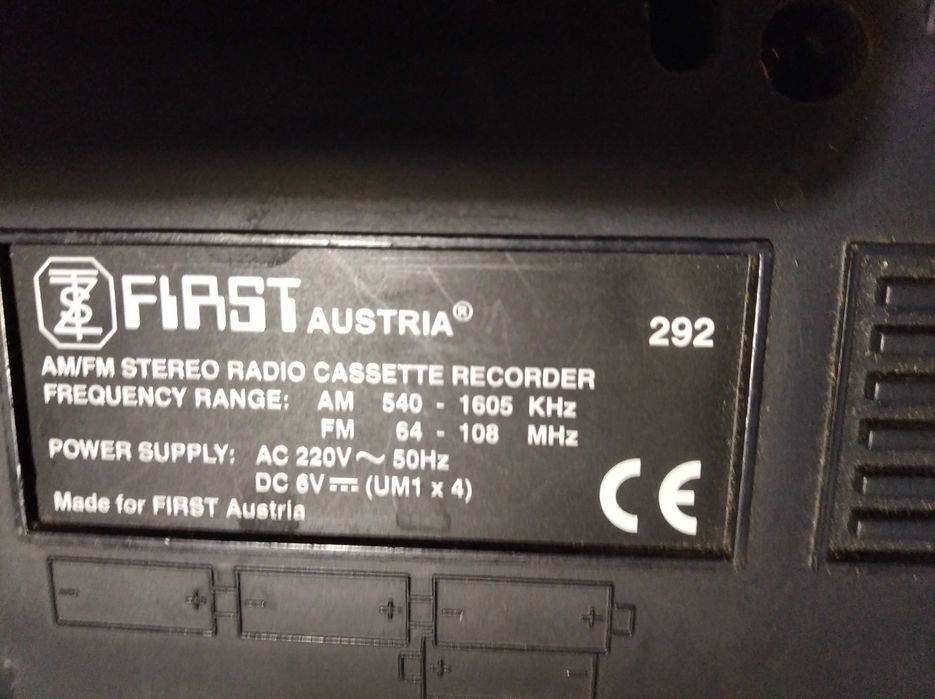 FIRST AUSTRIA® 292
AM/FM STEREO RADIO CASSETTE RECORDER
FREQUENCY RANGE: AM 540 - 1605 KHz
FM 64 - 108 MHz
POWER SUPPLY: AC 220V ~ 50Hz
DC 6V ⎓ (UM1 x 4)
Made for FIRST Austria
CE
- + - + - +
+ -